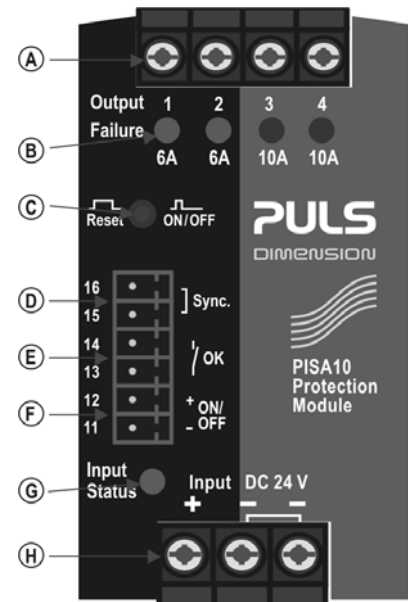 A
Output 1 2 3 4
Failure
B
6A 6A 10A 10A
C
Reset ON/OFF
PULS
DIMENSION
D
16
15
Sync.
E
14
13
OK
PISA10
Protection
Module
F
12
11
+ ON/
- OFF
G
Input
Status
Input DC 24 V
+ - -
H